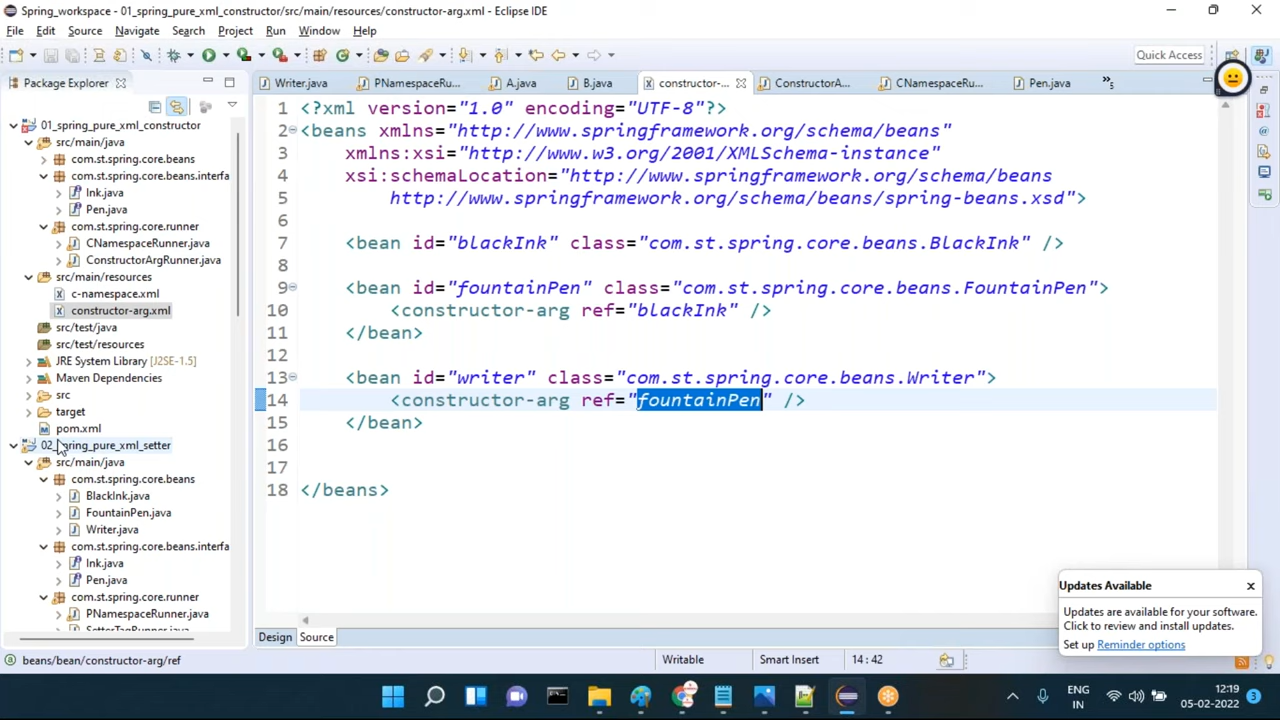 Spring_workspace - 01_spring_pure_xml_constructor/src/main/resources/constructor-arg.xml - Eclipse IDE
File Edit Source Navigate Search Project Run Window Help
Quick Access
Package Explorer
Writer.java PNamespaceRu... A.java B.java constructor-... ConstructorA... CNamespaceRu... Pen.java »5
01_spring_pure_xml_constructor
src/main/java
com.st.spring.core.beans
com.st.spring.core.beans.interfa
Ink.java
Pen.java
com.st.spring.core.runner
CNamespaceRunner.java
ConstructorArgRunner.java
src/main/resources
c-namespace.xml
constructor-arg.xml
src/test/java
src/test/resources
JRE System Library [J2SE-1.5]
Maven Dependencies
src
target
pom.xml
02_spring_pure_xml_setter
src/main/java
com.st.spring.core.beans
BlackInk.java
FountainPen.java
Writer.java
com.st.spring.core.beans.interfa
Ink.java
Pen.java
com.st.spring.core.runner
PNamespaceRunner.java
SetterTagRunner.java
1 <?xml version="1.0" encoding="UTF-8"?>
2 <beans xmlns="http://www.springframework.org/schema/beans"
3 xmlns:xsi="http://www.w3.org/2001/XMLSchema-instance"
4 xsi:schemaLocation="http://www.springframework.org/schema/beans
5 http://www.springframework.org/schema/beans/spring-beans.xsd">
6
7 <bean id="blackInk" class="com.st.spring.core.beans.BlackInk" />
8
9 <bean id="fountainPen" class="com.st.spring.core.beans.FountainPen">
10 <constructor-arg ref="blackInk" />
11 </bean>
12
13 <bean id="writer" class="com.st.spring.core.beans.Writer">
14 <constructor-arg ref="fountainPen" />
15 </bean>
16
17
18 </beans>
Updates Available
Updates are available for your software.
Click to review and install updates.
Set up Reminder options
Design Source
beans/bean/constructor-arg/ref
Writable
Smart Insert
14 : 42
ENG
IN
12:19
05-02-2022
3